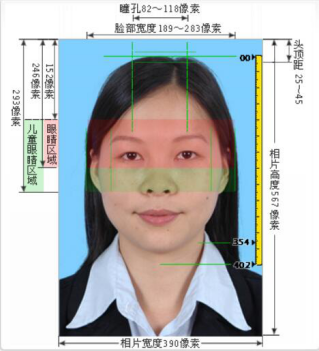 瞳孔82～118像素
脸部宽度189～283像素
头顶距 25～45
00
152像素
246像素
293像素
眼睛区域
儿童眼睛区域
相片高度567像素
354
402
相片宽度390像素